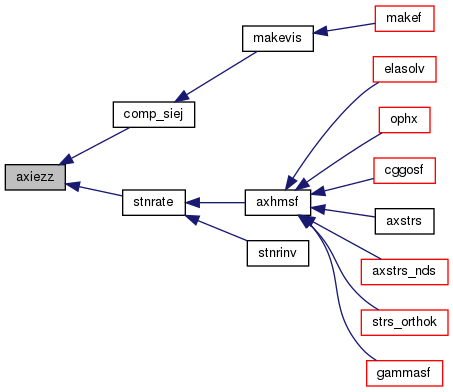 makef
makevis
elasolv
comp_siej
ophx
cggosf
axiezz
stnrate
axhmsf
axstrs
stnrinv
axstrs_nds
strs_orthok
gammasf